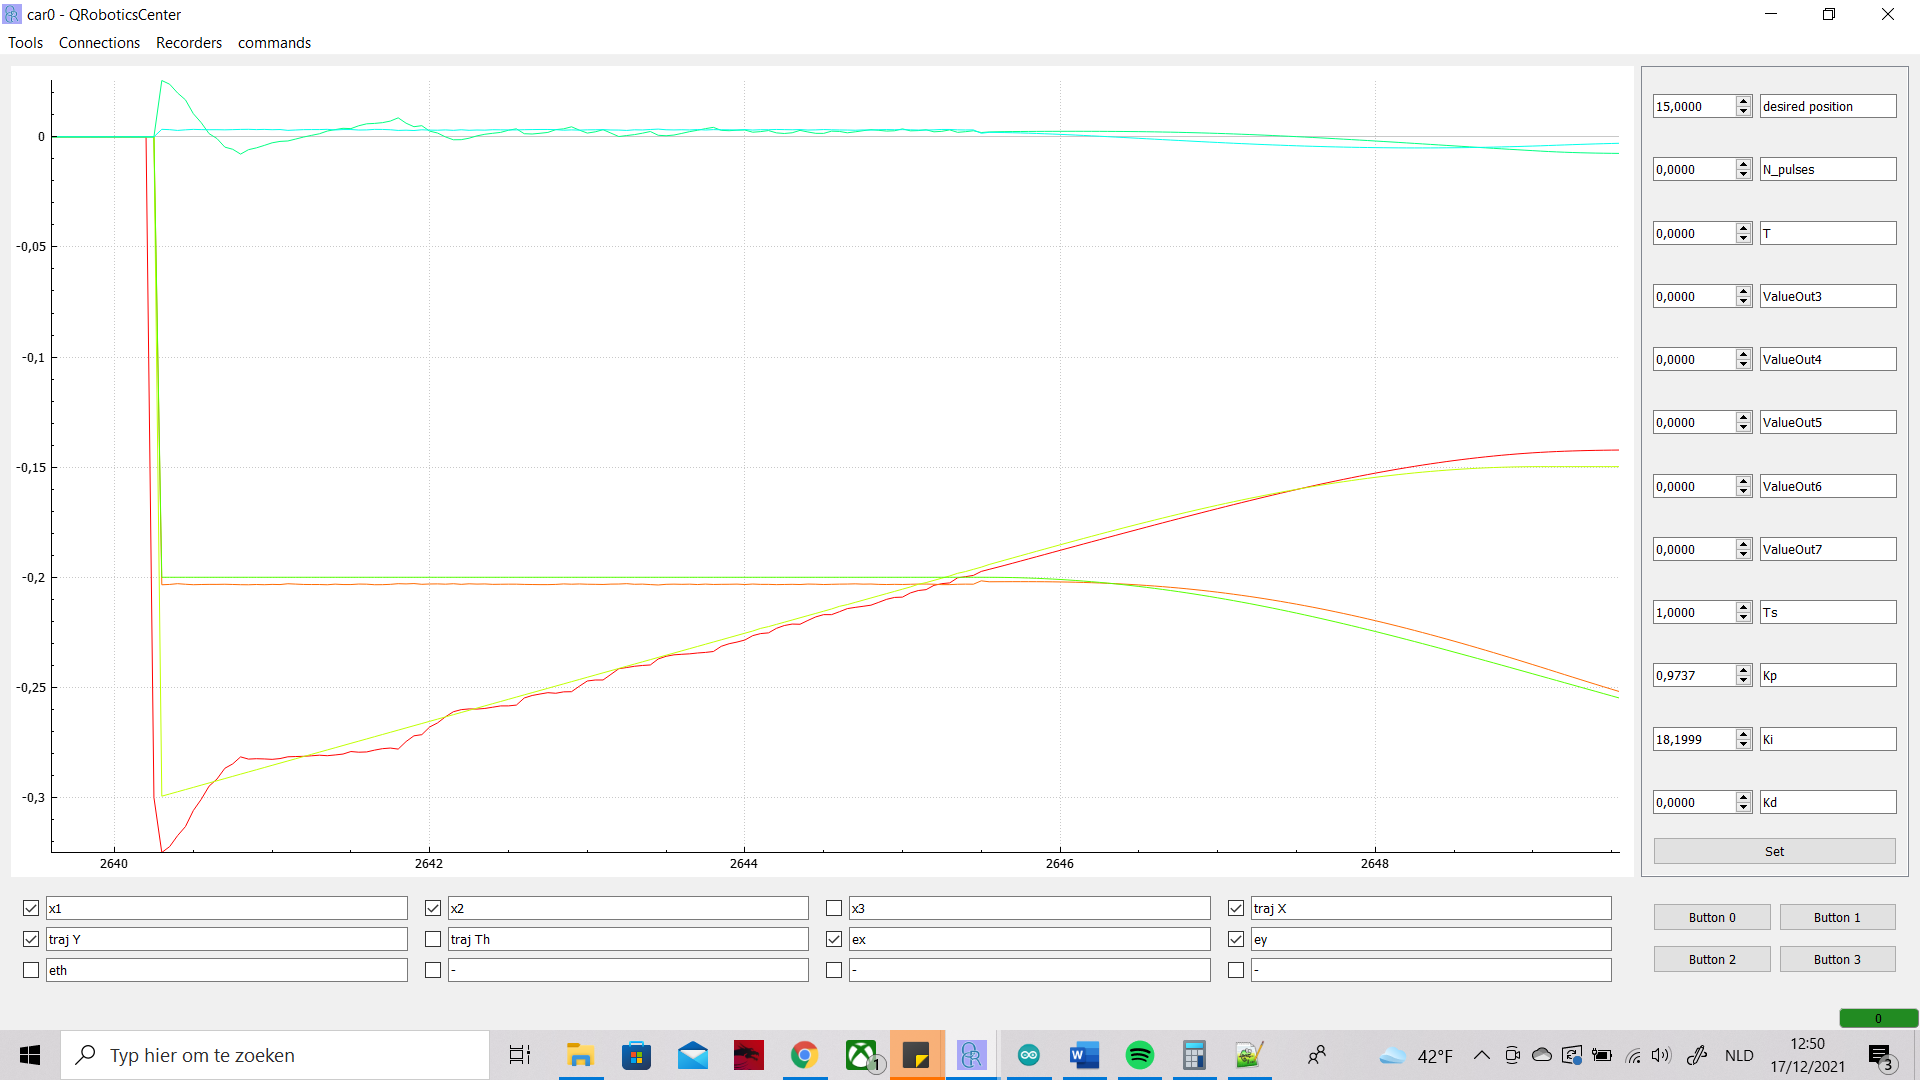 car0 - QRoboticsCenter
Tools Connections Recorders commands
0
-0,05
-0,1
-0,15
-0,2
-0,25
-0,3
2640 2642 2644 2646 2648
15,0000 desired position
0,0000 N_pulses
0,0000 T
0,0000 ValueOut3
0,0000 ValueOut4
0,0000 ValueOut5
0,0000 ValueOut6
0,0000 ValueOut7
1,0000 Ts
0,9737 Kp
18,1999 Ki
0,0000 Kd
Set
x1 x2 x3 traj X
traj Y traj Th ex ey
eth - - -
Button 0 Button 1
Button 2 Button 3
0
Typ hier om te zoeken
1
42°F
NLD
12:50
17/12/2021
3